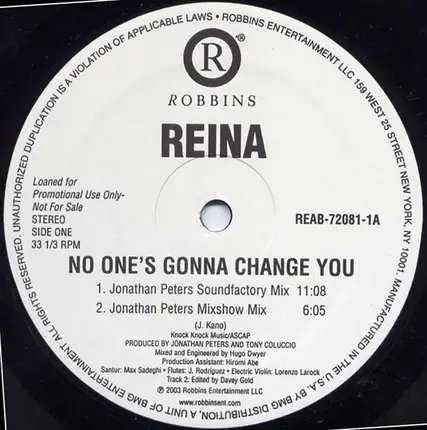 ALL RIGHTS RESERVED. UNAUTHORIZED DUPLICATION IS A VIOLATION OF APPLICABLE LAWS • ROBBINS ENTERTAINMENT LLC 159 WEST 25 STREET NEW YORK, NY 10001. MANUFACTURED IN THE U.S.A. BY BMG DISTRIBUTION, A UNIT OF BMG ENTERTAINMENT
R ®
ROBBINS
REINA
Loaned for
Promotional Use Only-
Not For Sale
STEREO
SIDE ONE
33 1/3 RPM
REAB-72081-1A
NO ONE'S GONNA CHANGE YOU
1. Jonathan Peters Soundfactory Mix 11:08
2. Jonathan Peters Mixshow Mix 6:05
(J. Kano)
Knock Knock Music/ASCAP
PRODUCED BY JONATHAN PETERS AND TONY COLUCCIO
Mixed and Engineered by Hugo Dwyer
Production Assistant: Hiromi Abe
Santur: Max Sadeghi • Flutes: J. Rodriguez • Electric Violin: Lorenzo Larock
Track 2: Edited by Davey Gold
℗ 2003 Robbins Entertainment LLC
www.robbinsent.com